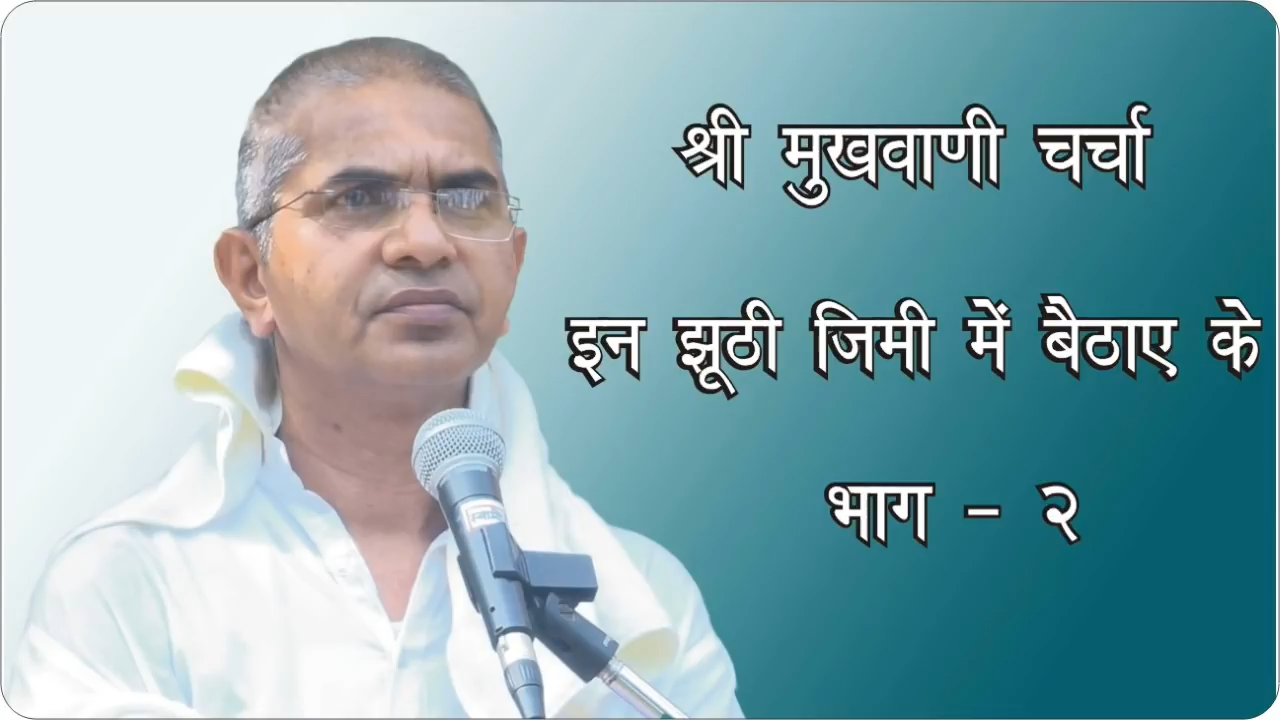 श्री मुखवाणी चर्चा
इन झूठी जिमी में बैठाए के
भाग - २